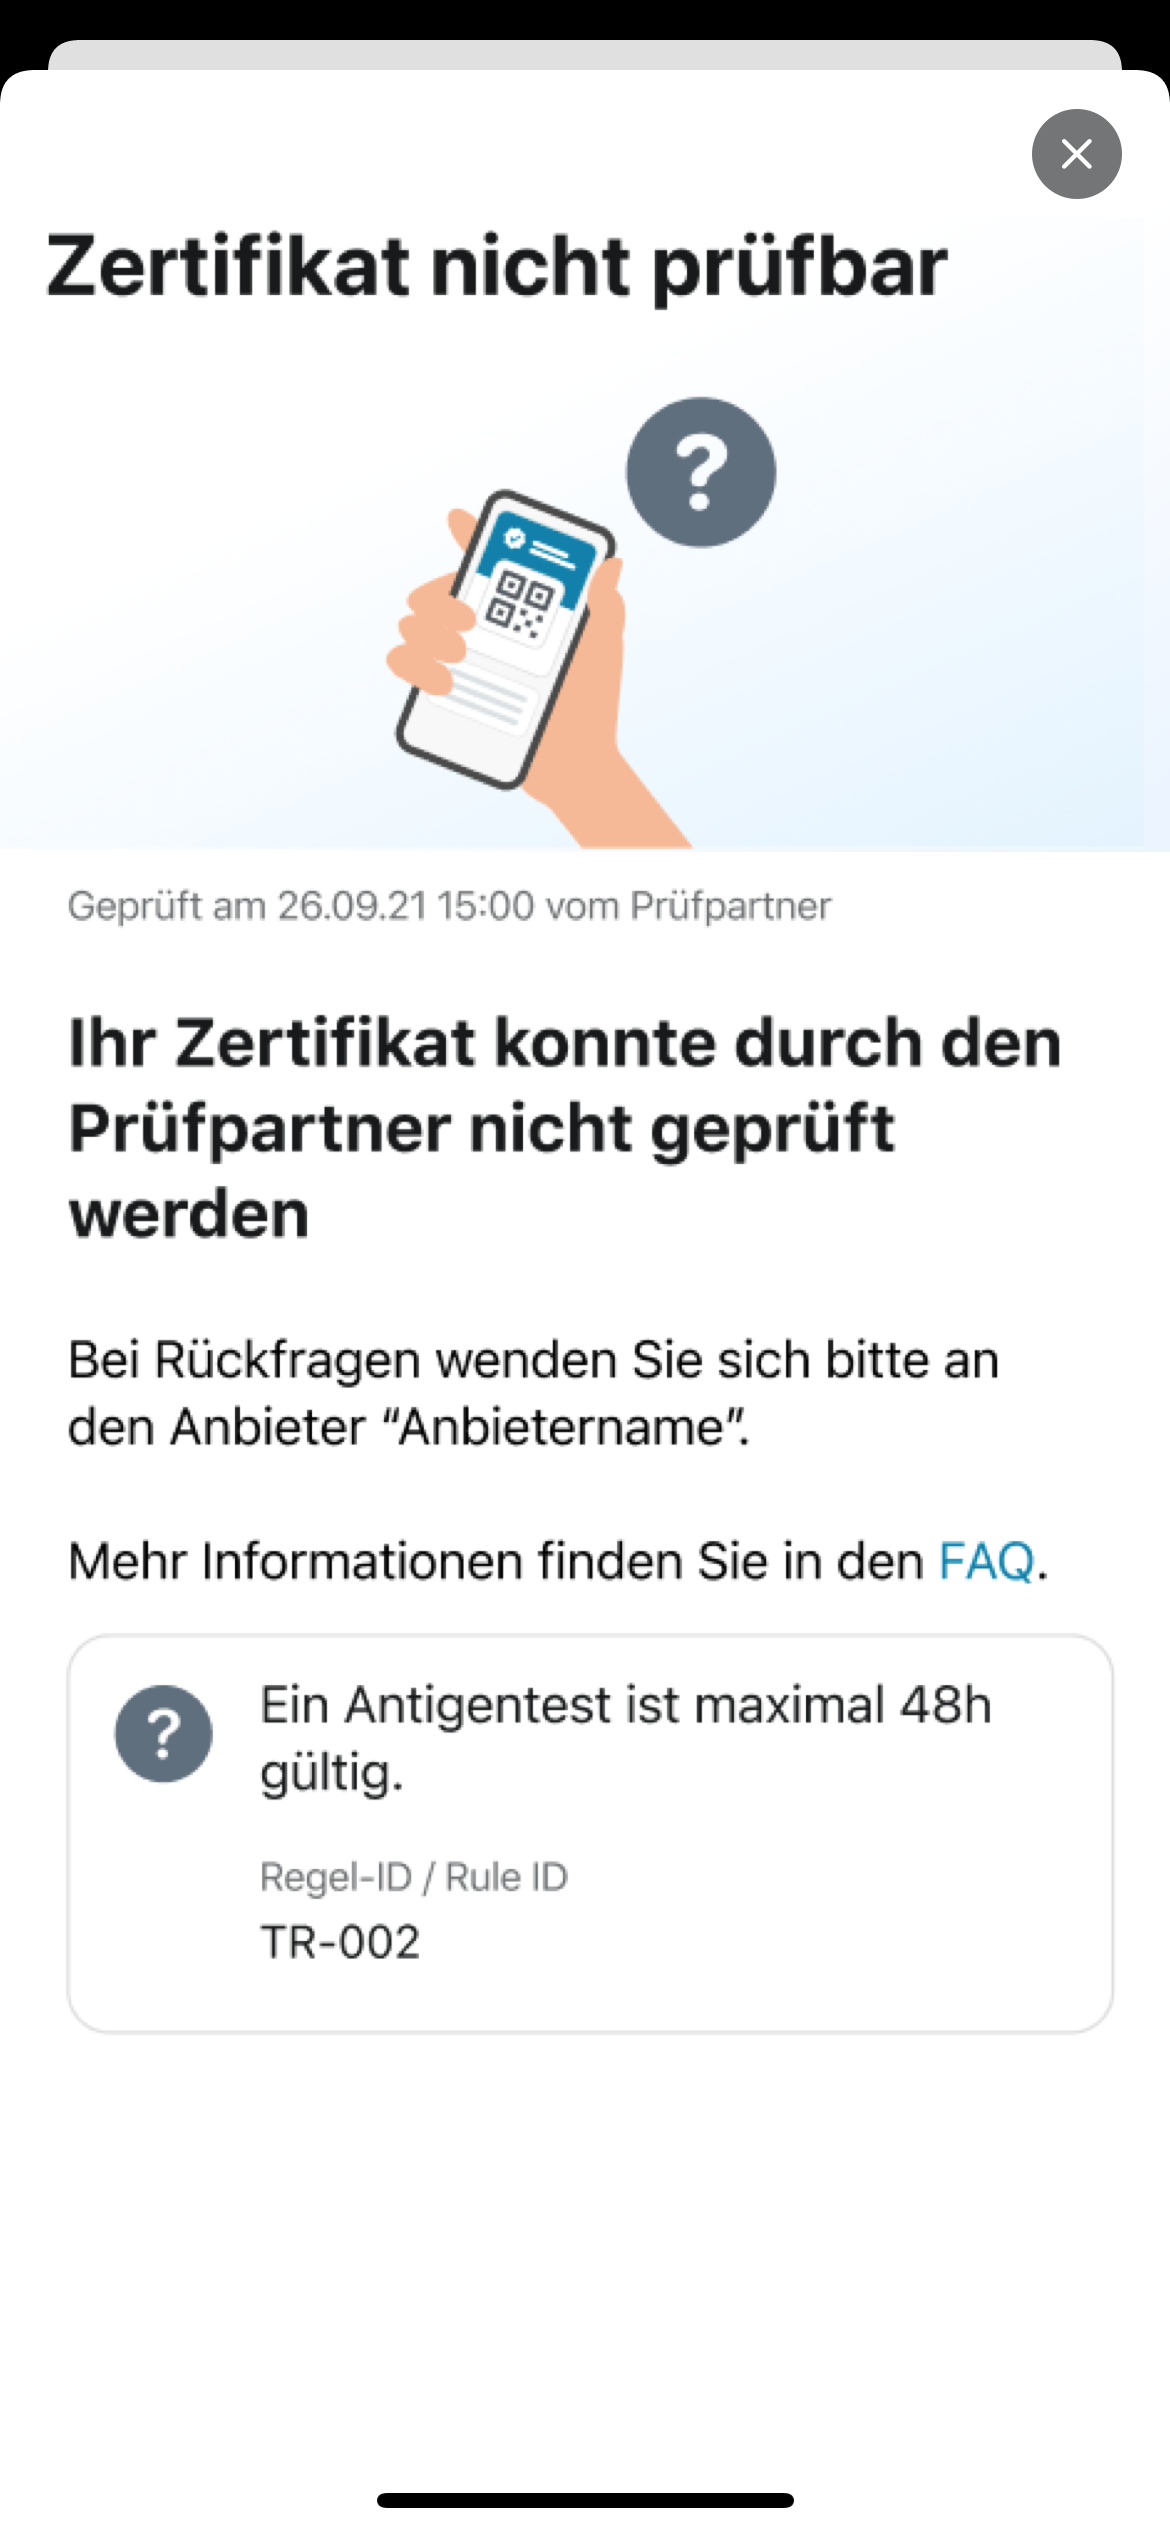 Zertifikat nicht prüfbar
?
Geprüft am 26.09.21 15:00 vom Prüfpartner
Ihr Zertifikat konnte durch den
Prüfpartner nicht geprüft
werden
Bei Rückfragen wenden Sie sich bitte an
den Anbieter “Anbietername”.
Mehr Informationen finden Sie in den FAQ.
?
Ein Antigentest ist maximal 48h
gültig.
Regel-ID / Rule ID
TR-002